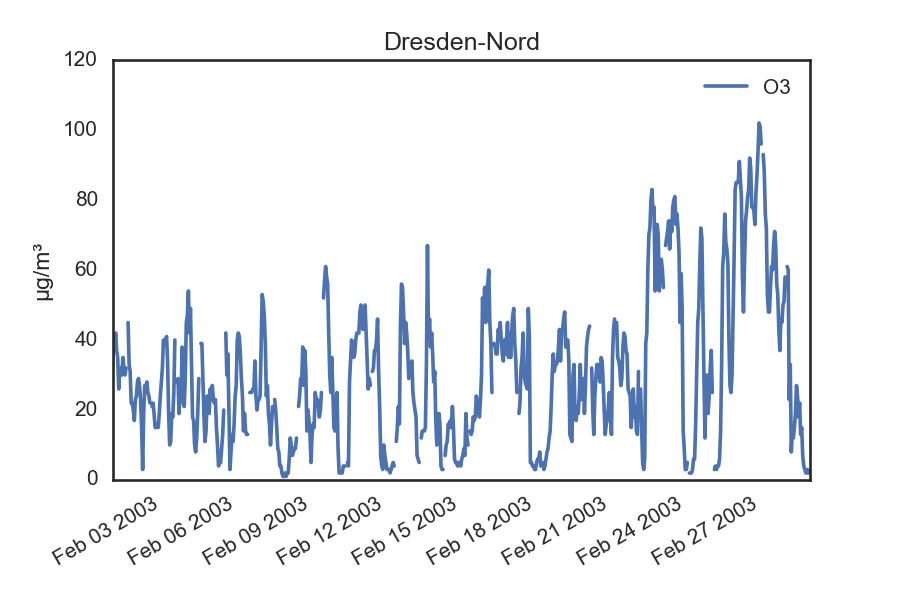 Dresden-Nord
120
100
80
60
40
20
0
µg/m³
O3
Feb 03 2003
Feb 06 2003
Feb 09 2003
Feb 12 2003
Feb 15 2003
Feb 18 2003
Feb 21 2003
Feb 24 2003
Feb 27 2003